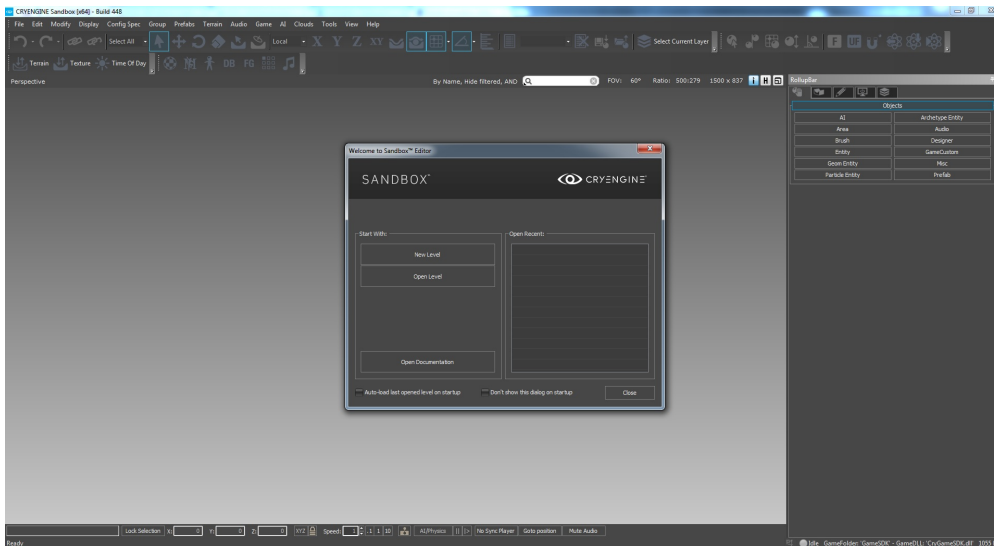 CRYENGINE Sandbox [x64] - Build 448
File Edit Modify Display Config Spec Group Prefabs Terrain Audio Game AI Clouds Tools View Help
Select All Local X Y Z XY Select Current Layer
Terrain Texture Time Of Day DB FG
Perspective By Name, Hide filtered, AND FOV: 60° Ratio: 500:279 1500 x 837 i H
RollupBar
Objects
AI Archetype Entity
Area Audio
Brush Designer
Entity GameCustom
Geom Entity Misc
Particle Entity Prefab
Welcome to Sandbox™ Editor
SANDBOX™ CRYENGINE®
Start With: Open Recent:
New Level
Open Level
Open Documentation
Auto-load last opened level on startup Don't show this dialog on startup Close
Lock Selection X: 0 Y: 0 Z: 0 XYZ Speed: 1 .1 1 10 AI/Physics No Sync Player Goto position Mute Audio
Ready Idle GameFolder: 'GameSDK' - GameDLL: 'CryGameSDK.dll'